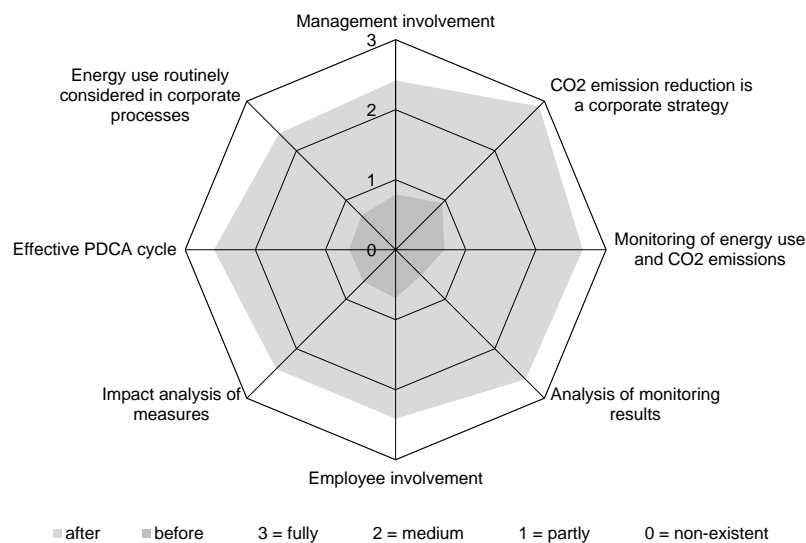 Management involvement
3
Energy use routinely
considered in corporate
processes
CO2 emission reduction is
a corporate strategy
2
1
Effective PDCA cycle
0
Monitoring of energy use
and CO2 emissions
Impact analysis of
measures
Analysis of monitoring
results
Employee involvement
after before 3 = fully 2 = medium 1 = partly 0 = non-existent